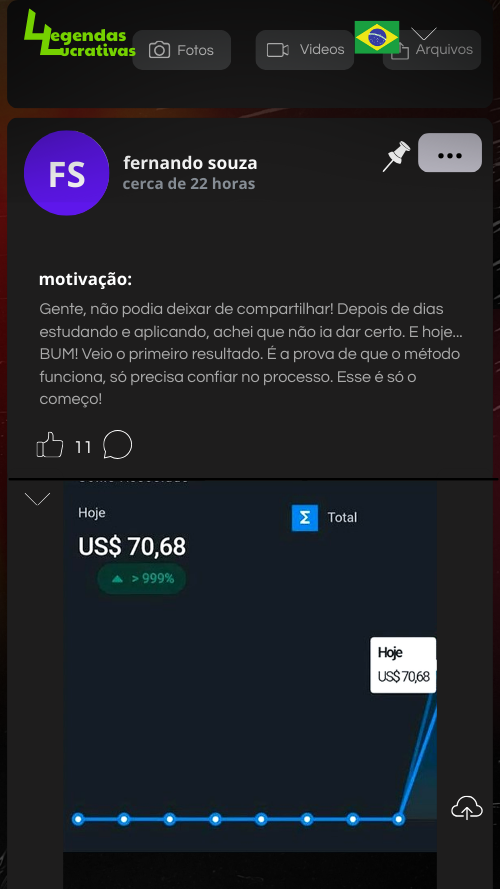 Legendas
Lucrativas
Fotos
Videos
Arquivos
FS
fernando souza
cerca de 22 horas
motivação:
Gente, não podia deixar de compartilhar! Depois de dias
estudando e aplicando, achei que não ia dar certo. E hoje...
BUM! Veio o primeiro resultado. É a prova de que o método
funciona, só precisa confiar no processo. Esse é só o
começo!
11
Hoje
Σ Total
US$ 70,68
> 999%
Hoje
US$ 70,68